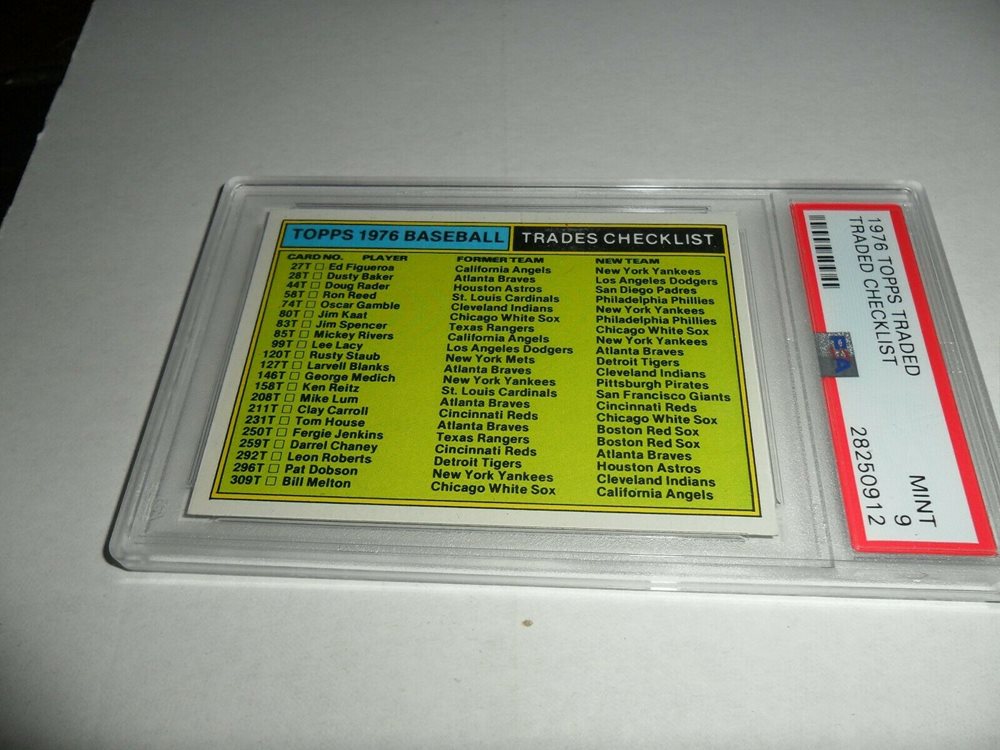 TOPPS 1976 BASEBALL TRADES CHECKLIST
CARD NO. PLAYER FORMER TEAM NEW TEAM
27T □ Ed Figueroa California Angels New York Yankees
28T □ Dusty Baker Atlanta Braves Los Angeles Dodgers
44T □ Doug Rader Houston Astros San Diego Padres
58T □ Ron Reed St. Louis Cardinals Philadelphia Phillies
74T □ Oscar Gamble Cleveland Indians New York Yankees
80T □ Jim Kaat Chicago White Sox Philadelphia Phillies
83T □ Jim Spencer Texas Rangers Chicago White Sox
85T □ Mickey Rivers California Angels New York Yankees
99T □ Lee Lacy Los Angeles Dodgers Atlanta Braves
120T □ Rusty Staub New York Mets Detroit Tigers
127T □ Larvell Blanks Atlanta Braves Cleveland Indians
146T □ George Medich New York Yankees Pittsburgh Pirates
158T □ Ken Reitz St. Louis Cardinals San Francisco Giants
208T □ Mike Lum Atlanta Braves Cincinnati Reds
211T □ Clay Carroll Cincinnati Reds Chicago White Sox
231T □ Tom House Atlanta Braves Boston Red Sox
250T □ Fergie Jenkins Texas Rangers Boston Red Sox
259T □ Darrel Chaney Cincinnati Reds Atlanta Braves
292T □ Leon Roberts Detroit Tigers Houston Astros
296T □ Pat Dobson New York Yankees Cleveland Indians
309T □ Bill Melton Chicago White Sox California Angels
1976 TOPPS TRADED
TRADED CHECKLIST
MINT
9
28250912
PSA